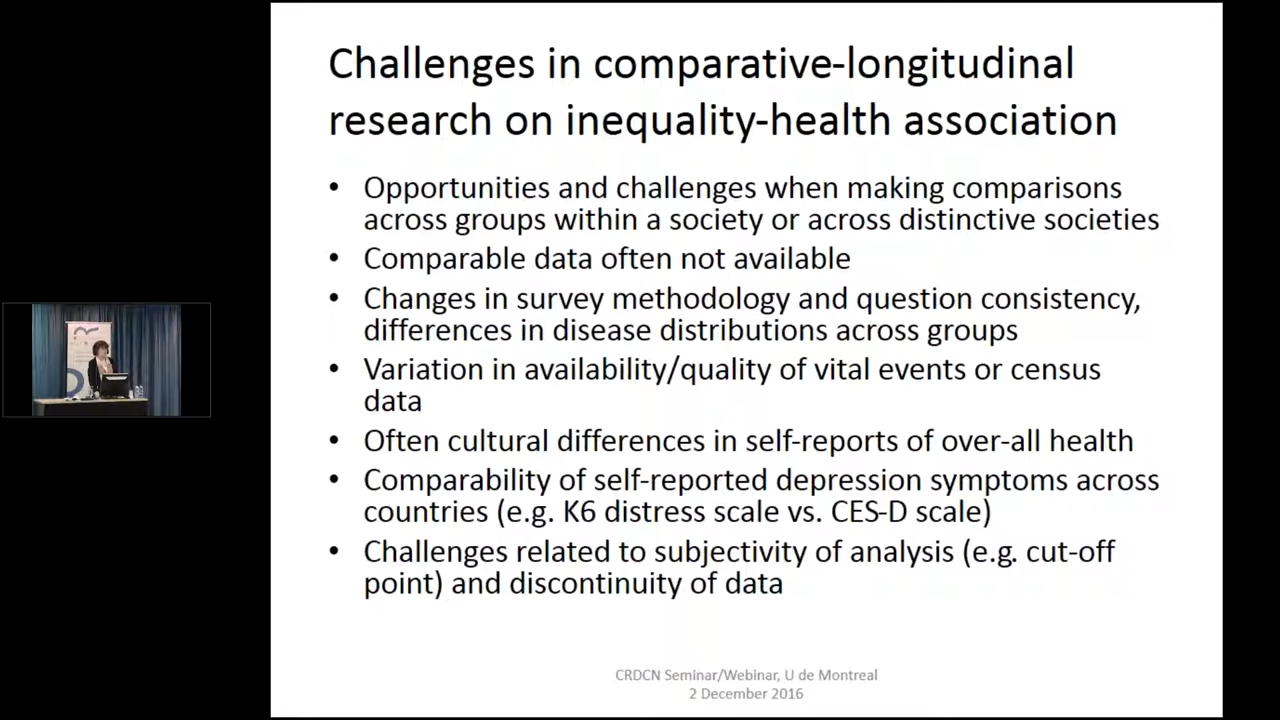 Challenges in comparative-longitudinal
research on inequality-health association
• Opportunities and challenges when making comparisons
across groups within a society or across distinctive societies
• Comparable data often not available
• Changes in survey methodology and question consistency,
differences in disease distributions across groups
• Variation in availability/quality of vital events or census
data
• Often cultural differences in self-reports of over-all health
• Comparability of self-reported depression symptoms across
countries (e.g. K6 distress scale vs. CES-D scale)
• Challenges related to subjectivity of analysis (e.g. cut-off
point) and discontinuity of data
CRDCN Seminar/Webinar, U de Montreal
2 December 2016